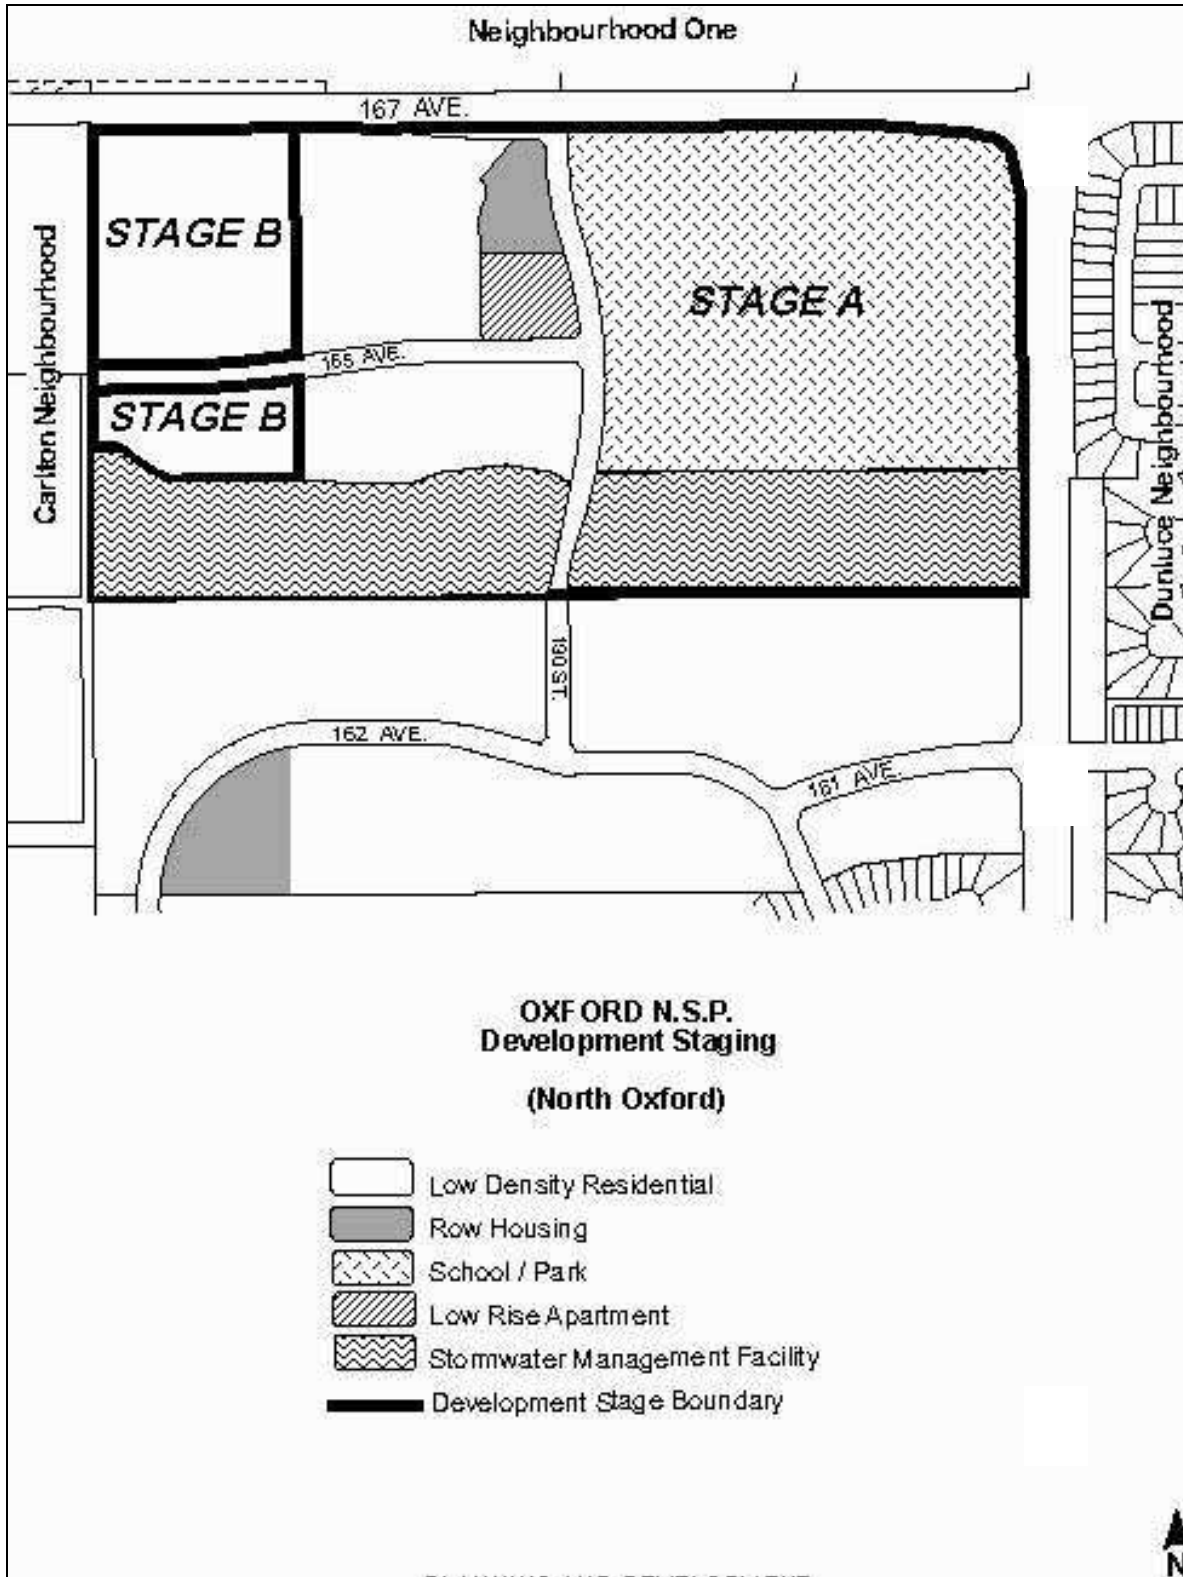 Neighbourhood One
167 AVE.
STAGE B
STAGE A
165 AVE.
STAGE B
Carlton Neighbourhood
Dunluce Neighbourhood
190 ST.
162 AVE.
161 AVE.
OXFORD N.S.P.
Development Staging
(North Oxford)
Low Density Residential
Row Housing
School / Park
Low Rise Apartment
Stormwater Management Facility
Development Stage Boundary
N